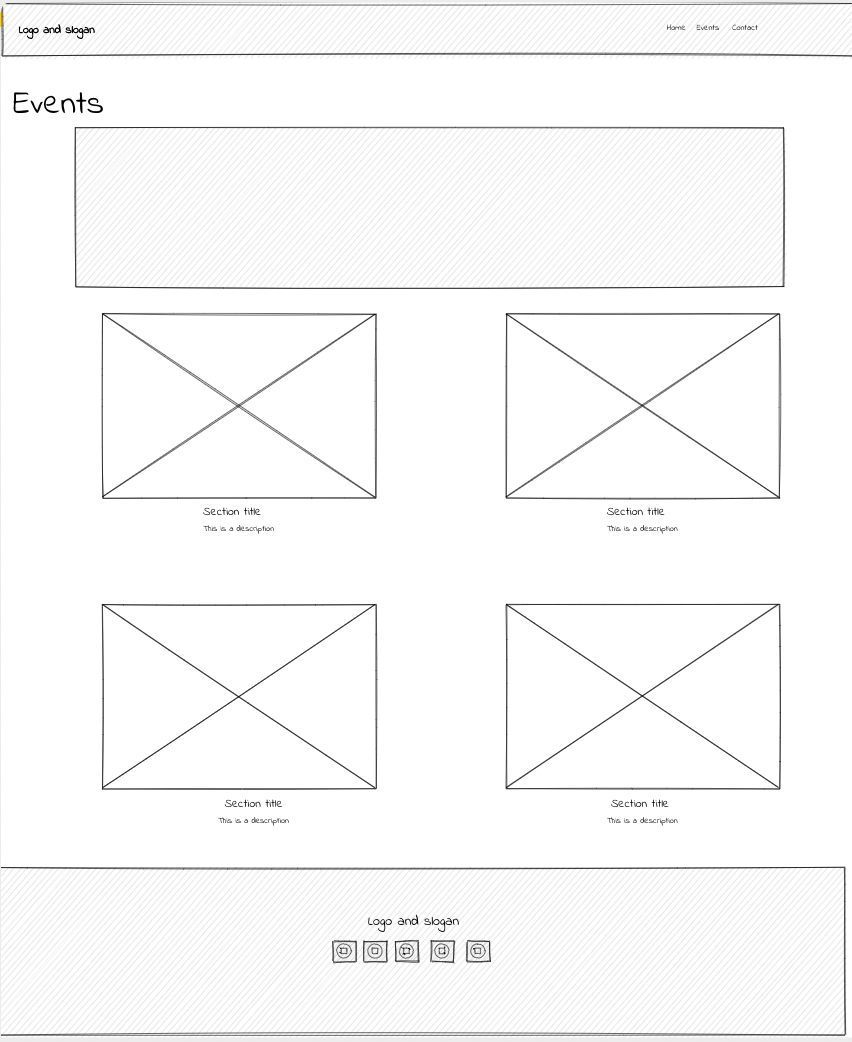 Logo and slogan
Home Events Contact
Events
Section title
This is a description
Section title
This is a description
Section title
This is a description
Section title
This is a description
Logo and slogan